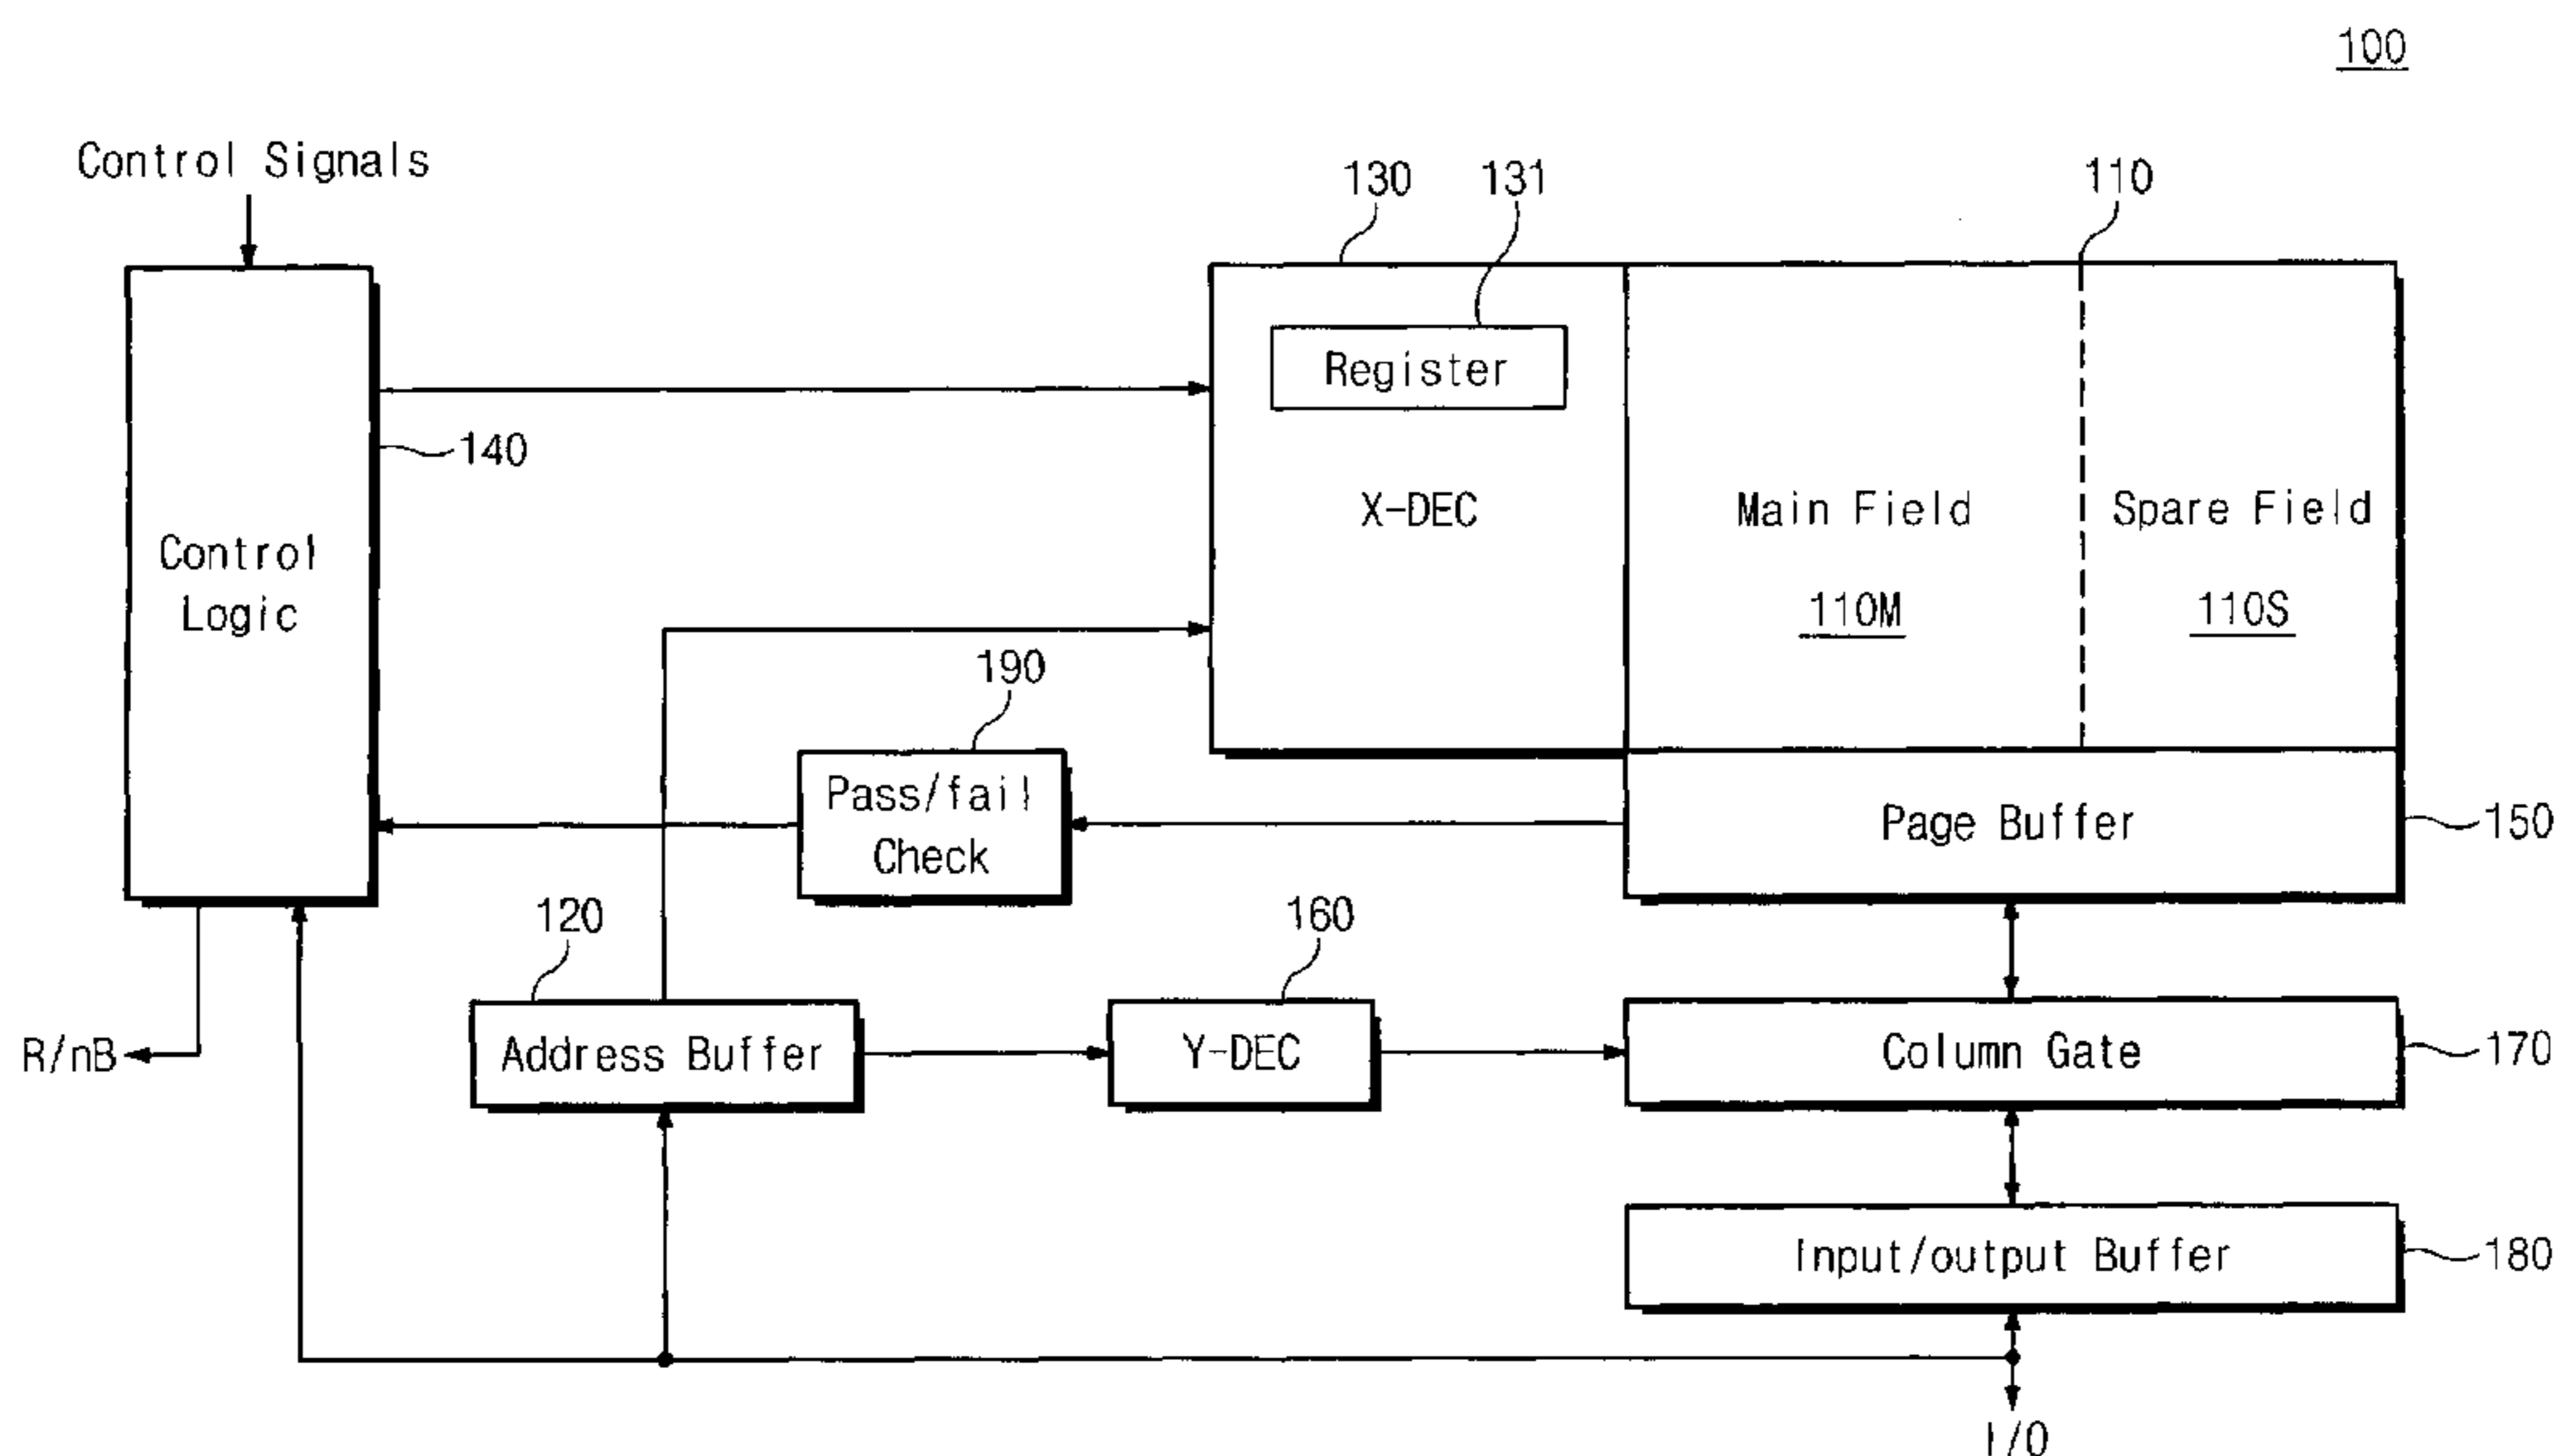 100
Control Signals
130
131
110
Register
140
X-DEC
Main Field
Spare Field
Control
Logic
110M
110S
190
Pass/fail
Check
Page Buffer
150
120
160
R/nB
Address Buffer
Y-DEC
Column Gate
170
Input/output Buffer
180
I/O